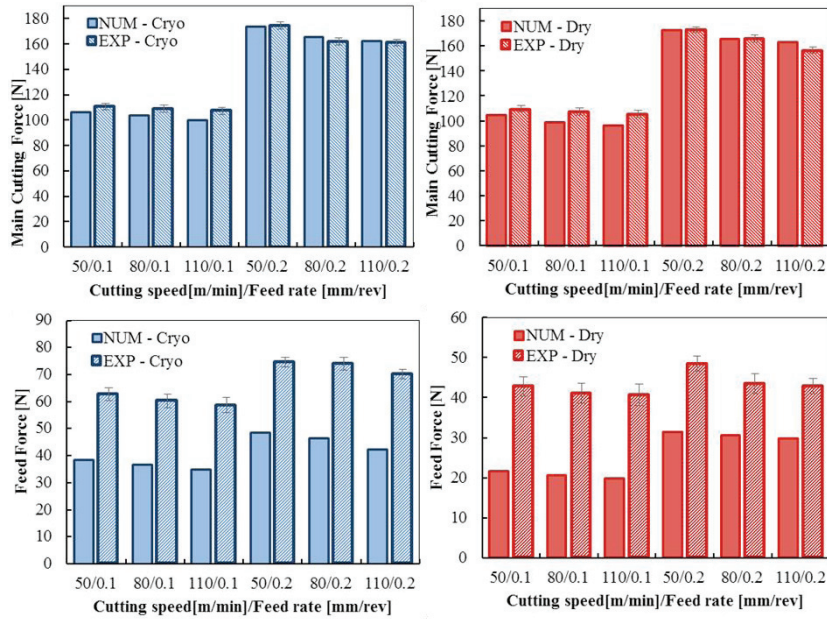 180
160
140
120
100
80
60
40
20
0
Main Cutting Force [N]
NUM - Cryo
EXP - Cryo
50/0.1 80/0.1 110/0.1 50/0.2 80/0.2 110/0.2
Cutting speed[m/min]/Feed rate [mm/rev]
180
160
140
120
100
80
60
40
20
0
Main Cutting Force [N]
NUM - Dry
EXP - Dry
50/0.1 80/0.1 110/0.1 50/0.2 80/0.2 110/0.2
Cutting speed[m/min]/Feed rate [mm/rev]
90
80
70
60
50
40
30
20
10
0
Feed Force [N]
NUM - Cryo
EXP - Cryo
50/0.1 80/0.1 110/0.1 50/0.2 80/0.2 110/0.2
Cutting speed[m/min]/Feed rate [mm/rev]
60
50
40
30
20
10
0
Feed Force [N]
NUM - Dry
EXP - Dry
50/0.1 80/0.1 110/0.1 50/0.2 80/0.2 110/0.2
Cutting speed[m/min]/Feed rate [mm/rev]